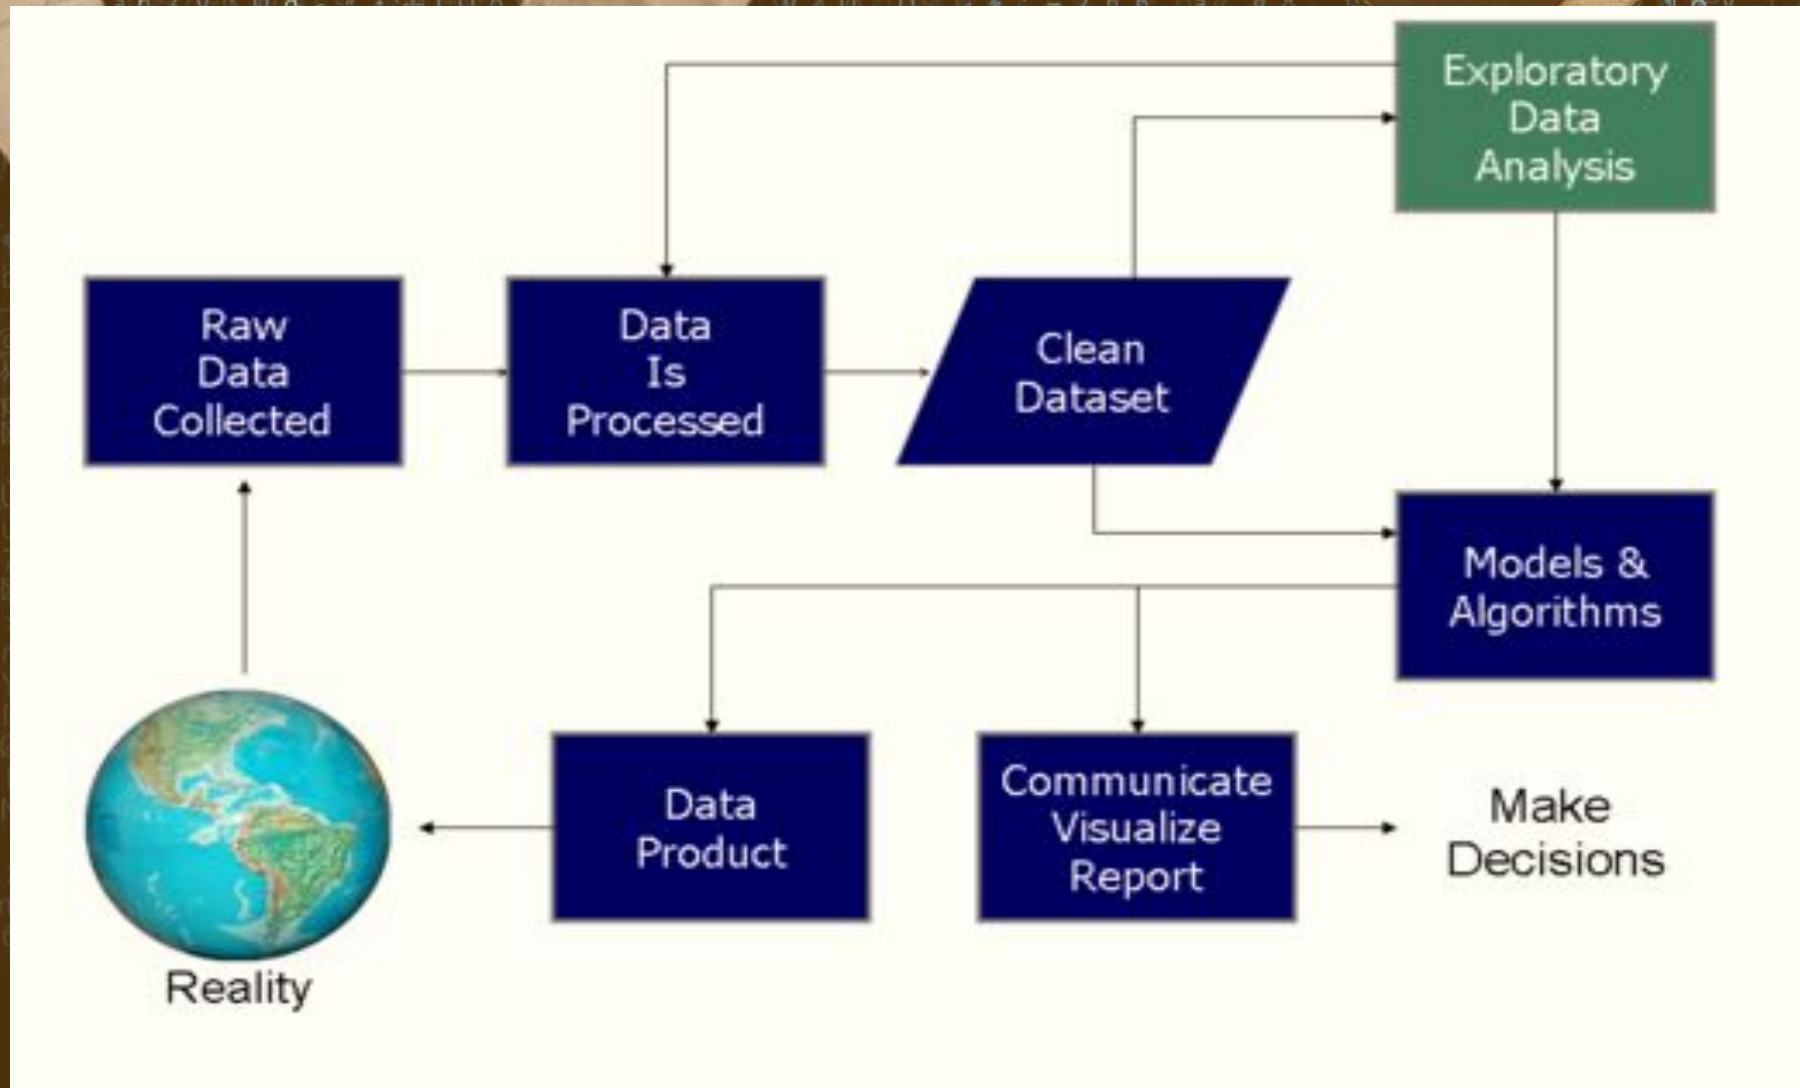 Exploratory
Data
Analysis
Raw
Data
Collected
Data
Is
Processed
Clean
Dataset
Models &
Algorithms
Data
Product
Communicate
Visualize
Report
Make
Decisions
Reality